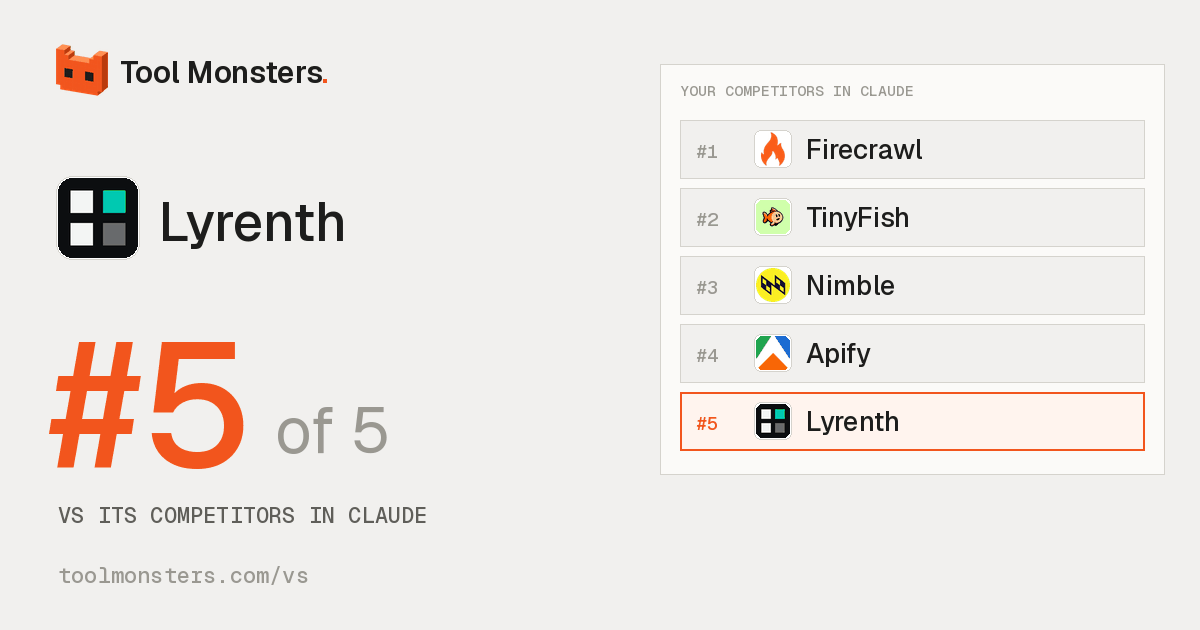 Tool Monsters.
Lyrenth
#5 of 5
VS ITS COMPETITORS IN CLAUDE
toolmonsters.com/vs
YOUR COMPETITORS IN CLAUDE
#1 Firecrawl
#2 TinyFish
#3 Nimble
#4 Apify
#5 Lyrenth